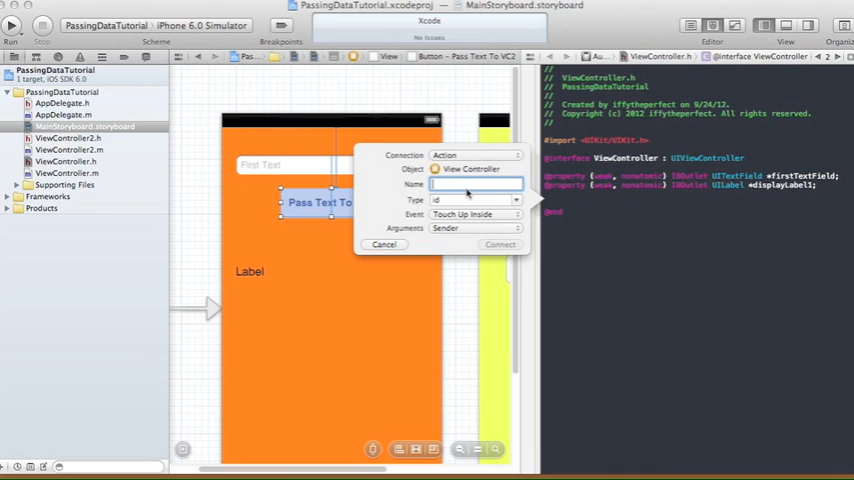 PassingDataTutorial.xcodeproj — MainStoryboard.storyboard
PassingDataTutorial
iPhone 6.0 Simulator
Xcode
No Issues
Run
Stop
Scheme
Breakpoints
Editor
View
Organiz
Pas...
View
Button – Pass Text To VC2
Au...
ViewController.h
@interface ViewController
2
PassingDataTutorial
1 target, iOS SDK 6.0
PassingDataTutorial
AppDelegate.h
AppDelegate.m
MainStoryboard.storyboard
ViewController2.h
ViewController2.m
ViewController.h
ViewController.m
Supporting Files
Frameworks
Products
First Text
Pass Text To
Label
Connection Action
Object View Controller
Name
Type id
Event Touch Up Inside
Arguments Sender
Cancel Connect
//
// ViewController.h
// PassingDataTutorial
//
// Created by iffytheperfect on 9/24/12.
// Copyright (c) 2012 iffytheperfect. All rights reserved.
//
#import <UIKit/UIKit.h>
@interface ViewController : UIViewController
@property (weak, nonatomic) IBOutlet UITextField *firstTextField;
@property (weak, nonatomic) IBOutlet UILabel *displayLabel1;
@end